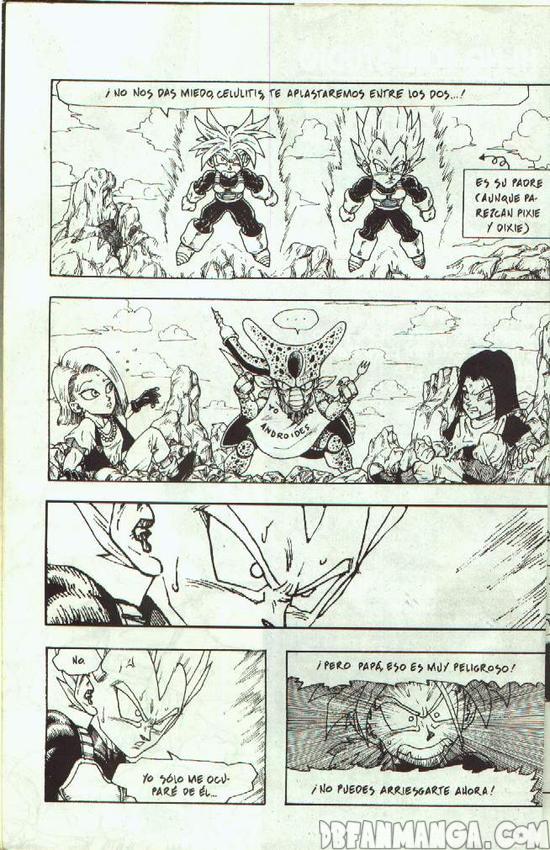 ¡NO NOS DAS MIEDO, CELULITIS, TE APLASTAREMOS ENTRE LOS DOS...!
ES SU PADRE
(AUNQUE PA-
REZCAN PIXIE
Y DIXIE)
...
YO
ANDROIDES
NO.
YO SÓLO ME OCU-
PARÉ DE ÉL...
¡PERO PAPÁ, ESO ES MUY PELIGROSO!
¡NO PUEDES ARRIESGARTE AHORA!
DBFANMANGA.COM